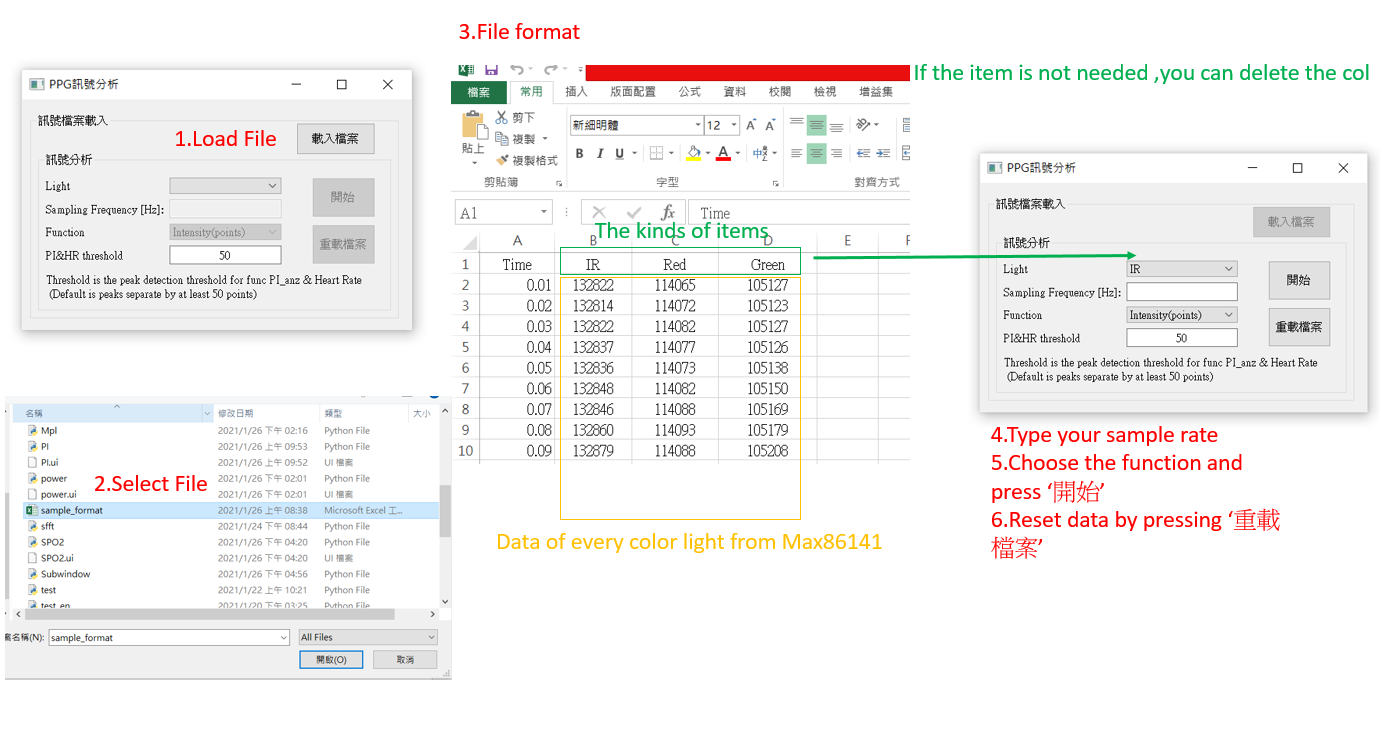 3.File format
If the item is not needed ,you can delete the col
PPG訊號分析
訊號檔案載入
1.Load File
載入檔案
訊號分析
Light
開始
Sampling Frequency [Hz]:
Function
Intensity(points)
重載檔案
PI&HR threshold
50
Threshold is the peak detection threshold for func PI_anz & Heart Rate
(Default is peaks separate by at least 50 points)
檔案 常用 插入 版面配置 公式 資料 校閱 檢視 增益集
貼上
剪下
複製
複製格式
新細明體 12
B I U A
剪貼簿 字型 對齊方式
A1 fx Time
The kinds of items
A B C D E F
1 Time IR Red Green
2 0.01 132822 114065 105127
3 0.02 132814 114072 105123
4 0.03 132822 114082 105127
5 0.04 132837 114077 105126
6 0.05 132836 114073 105138
7 0.06 132848 114082 105150
8 0.07 132846 114088 105169
9 0.08 132860 114093 105179
10 0.09 132879 114088 105208
Data of every color light from Max86141
名稱 修改日期 類型 大小
Mpl 2021/1/26 下午 02:16 Python File
PI 2021/1/26 上午 09:53 Python File
PI.ui 2021/1/26 上午 09:52 UI 檔案
power 2021/1/26 下午 02:01 Python File
2.Select File
power.ui 2021/1/26 下午 02:01 UI 檔案
sample_format 2021/1/26 上午 08:38 Microsoft Excel 工...
sfft 2021/1/24 下午 08:44 Python File
SPO2 2021/1/26 下午 04:20 Python File
SPO2.ui 2021/1/26 下午 04:20 UI 檔案
Subwindow 2021/1/26 下午 04:56 Python File
test 2021/1/22 上午 10:21 Python File
test_en 2021/1/20 下午 03:25 Python File
案名稱(N): sample_format All Files
開啟(O) 取消
PPG訊號分析
訊號檔案載入
載入檔案
訊號分析
Light IR
開始
Sampling Frequency [Hz]:
Function Intensity(points)
重載檔案
PI&HR threshold 50
Threshold is the peak detection threshold for func PI_anz & Heart Rate
(Default is peaks separate by at least 50 points)
4.Type your sample rate
5.Choose the function and
press ‘開始’
6.Reset data by pressing ‘重載
檔案’